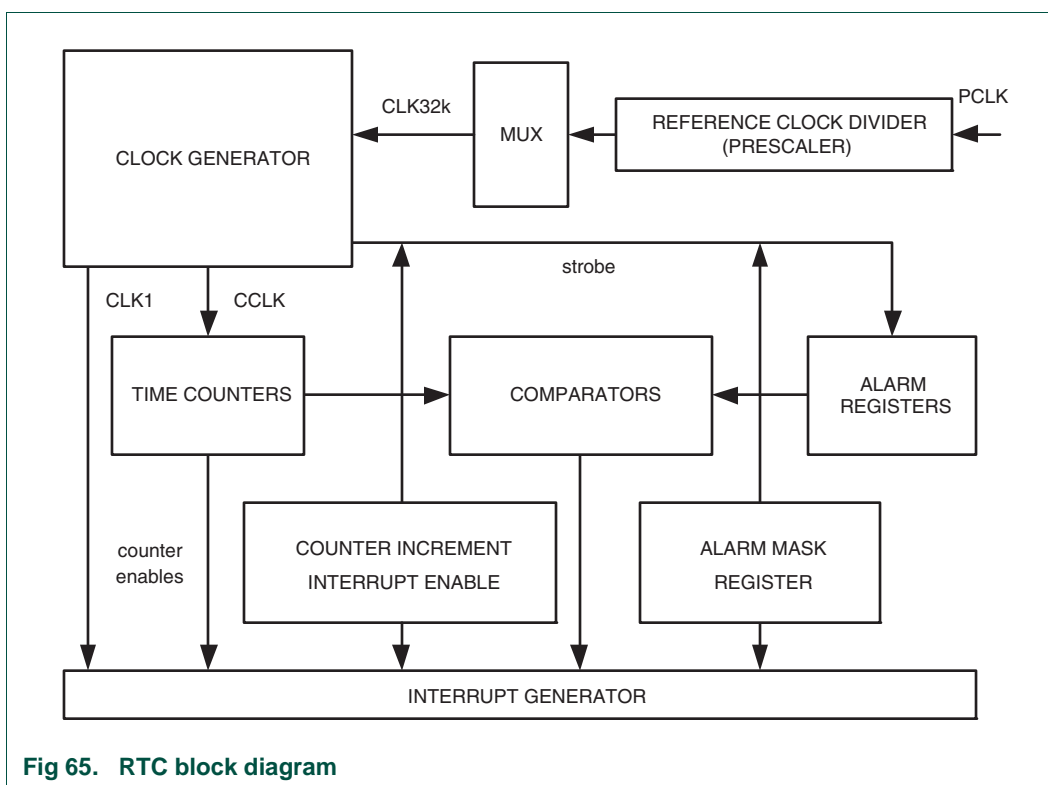 CLOCK GENERATOR
CLK32k
MUX
REFERENCE CLOCK DIVIDER
(PRESCALER)
PCLK
strobe
CLK1
CCLK
TIME COUNTERS
COMPARATORS
ALARM
REGISTERS
counter
enables
COUNTER INCREMENT
INTERRUPT ENABLE
ALARM MASK
REGISTER
INTERRUPT GENERATOR
Fig 65. RTC block diagram